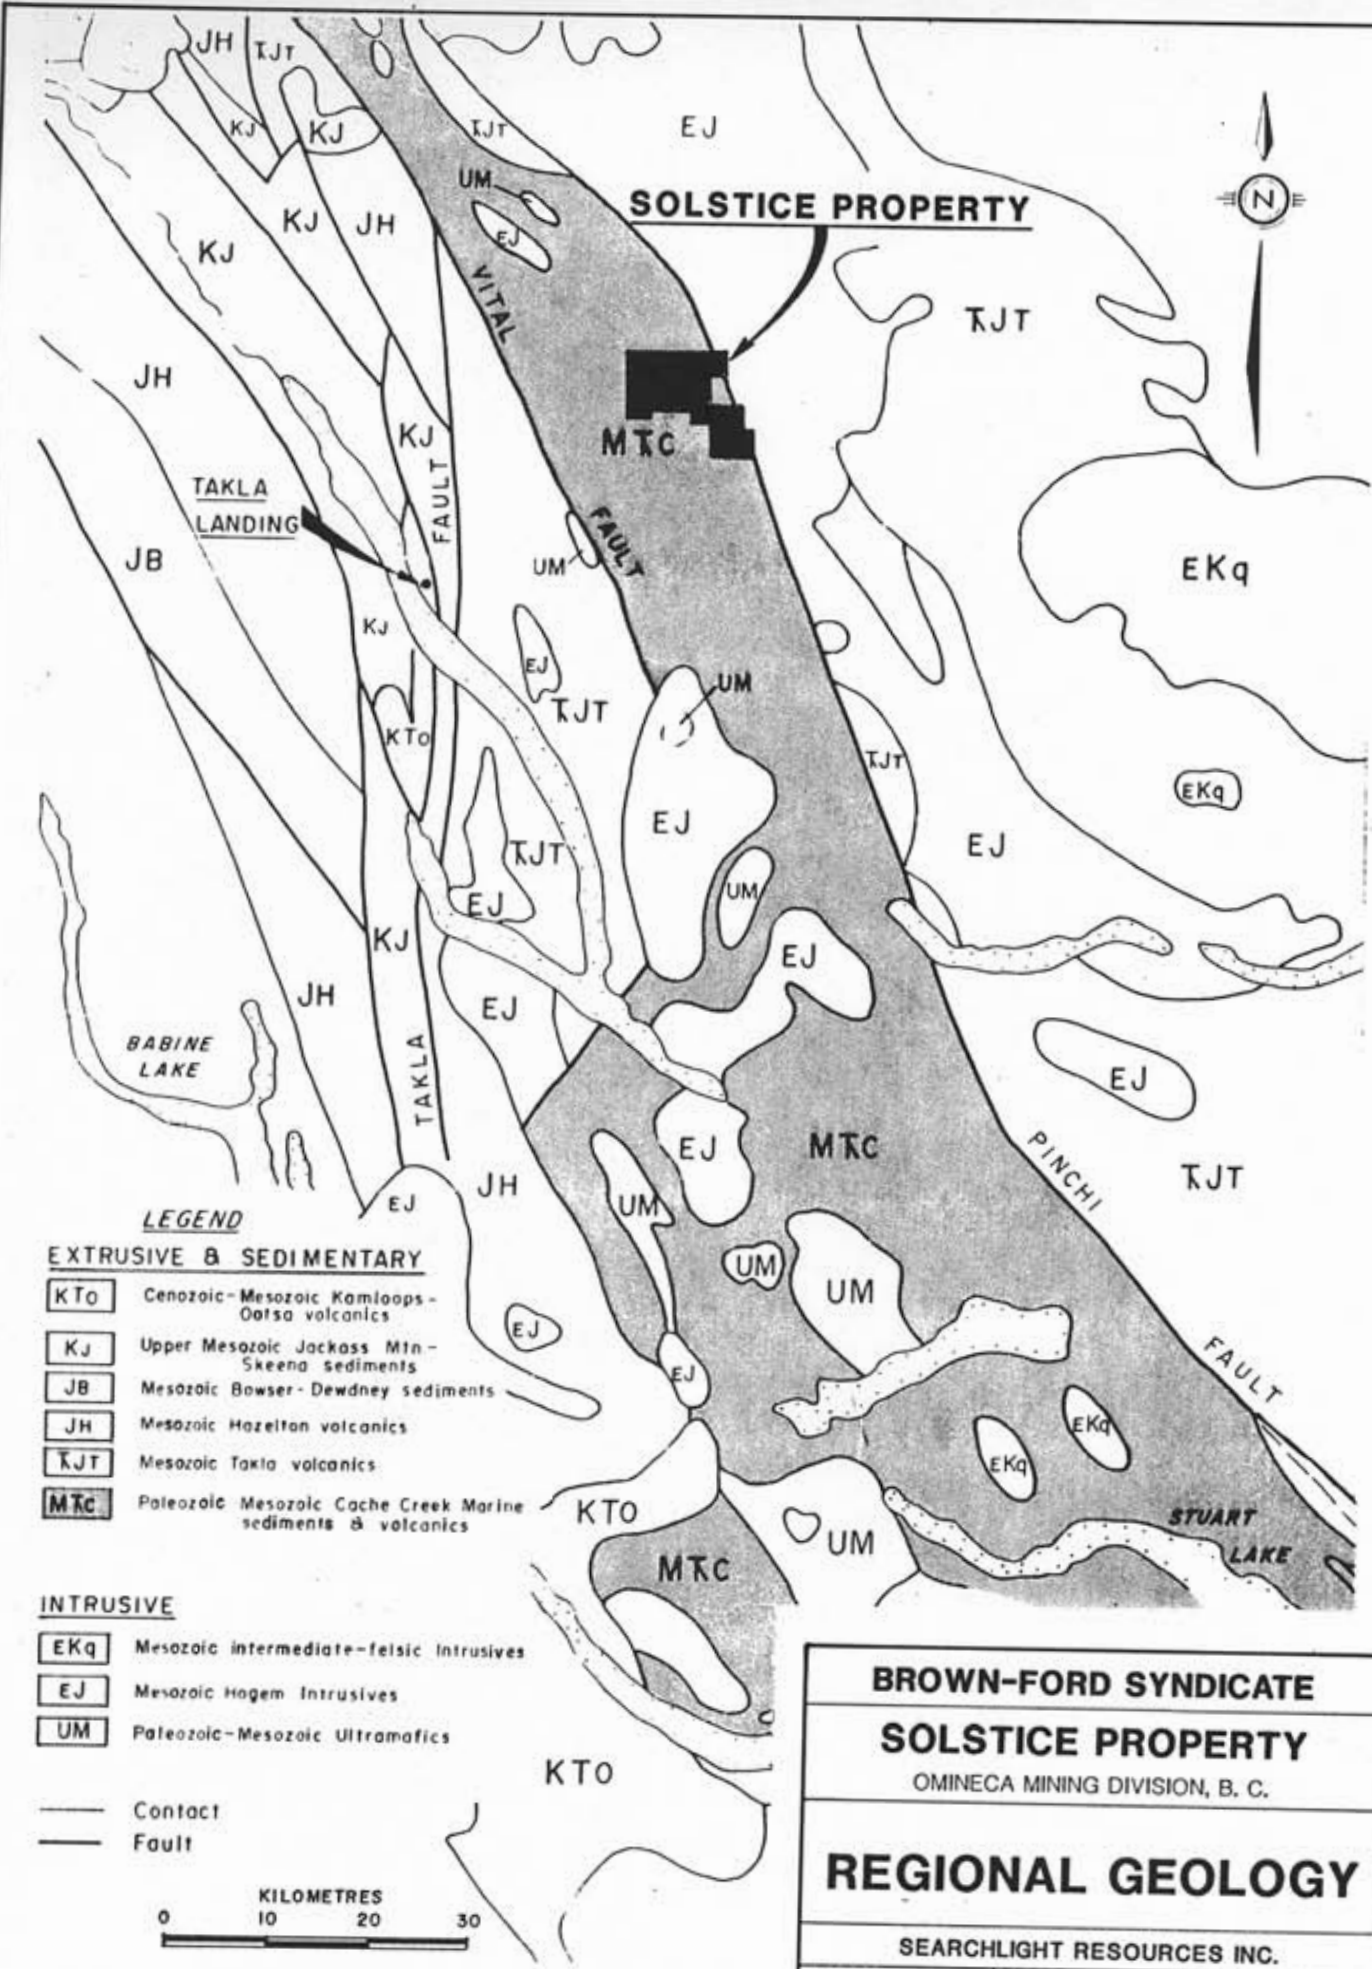 JH
TJT
KJ
KJ
TJT
EJ
UM
EJ
SOLSTICE PROPERTY
N
KJ
JH
KJ
VITAL
TJT
JH
MTC
KJ
TAKLA
LANDING
FAULT
FAULT
UM
JB
EKq
KJ
EJ
TJT
UM
KTO
TJT
EKq
EJ
EJ
TJT
UM
EJ
KJ
EJ
JH
EJ
BABINE
LAKE
TAKLA
EJ
EJ
MTC
PINCHI
TJT
JH
EJ
UM
UM
UM
FAULT
EJ
EJ
EKq
EKq
KTO
UM
STUART
LAKE
MTC
KTO
LEGEND
EXTRUSIVE & SEDIMENTARY
KTO Cenozoic-Mesozoic Kamloops-
Ootsa volcanics
KJ Upper Mesozoic Jackass Mtn-
Skeena sediments
JB Mesozoic Bowser-Dewdney sediments
JH Mesozoic Hazelton volcanics
TJT Mesozoic Takla volcanics
MTC Paleozoic Mesozoic Cache Creek Marine
sediments & volcanics
INTRUSIVE
EKq Mesozoic intermediate-felsic Intrusives
EJ Mesozoic Hogem Intrusives
UM Paleozoic-Mesozoic Ultramafics
Contact
Fault
KILOMETRES
0 10 20 30
BROWN-FORD SYNDICATE
SOLSTICE PROPERTY
OMINECA MINING DIVISION, B. C.
REGIONAL GEOLOGY
SEARCHLIGHT RESOURCES INC.